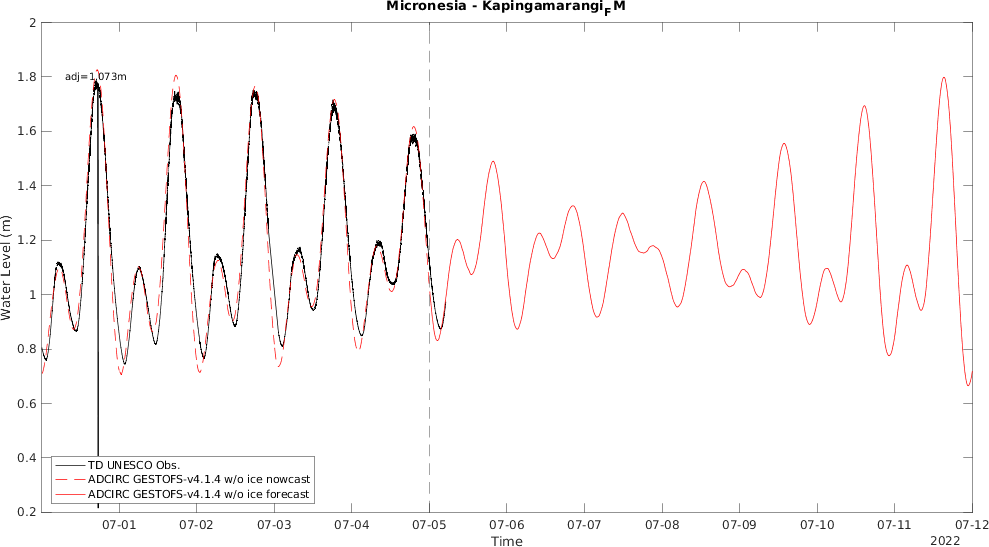 Micronesia - Kapingamarangi_FM
adj=1.073m
Water Level (m)
2
1.8
1.6
1.4
1.2
1
0.8
0.6
0.4
0.2
TD UNESCO Obs.
ADCIRC GESTOFS-v4.1.4 w/o ice nowcast
ADCIRC GESTOFS-v4.1.4 w/o ice forecast
07-01 07-02 07-03 07-04 07-05 07-06 07-07 07-08 07-09 07-10 07-11 07-12
Time
2022